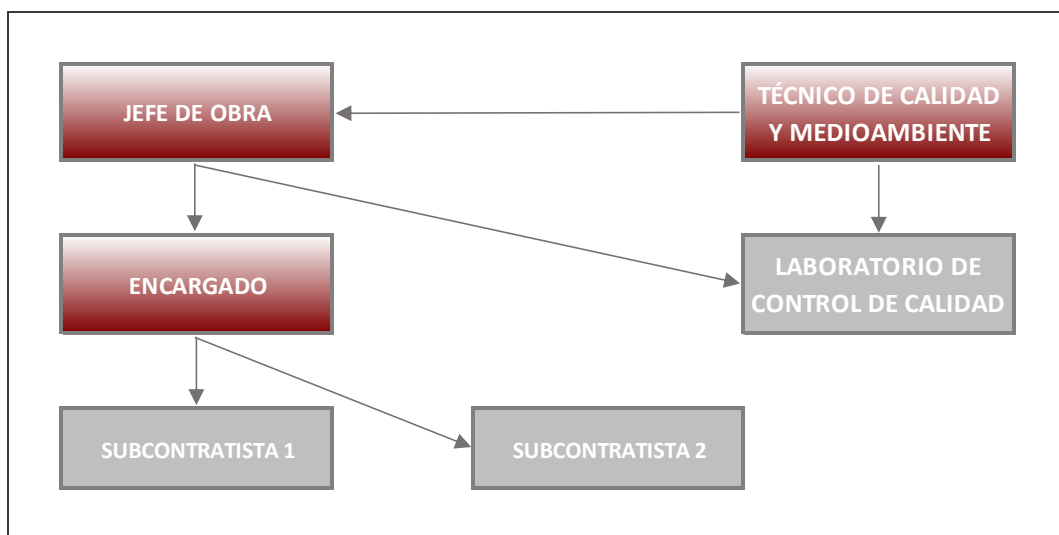 JEFE DE OBRA
TÉCNICO DE CALIDAD
Y MEDIOAMBIENTE
ENCARGADO
LABORATORIO DE
CONTROL DE CALIDAD
SUBCONTRATISTA 1
SUBCONTRATISTA 2